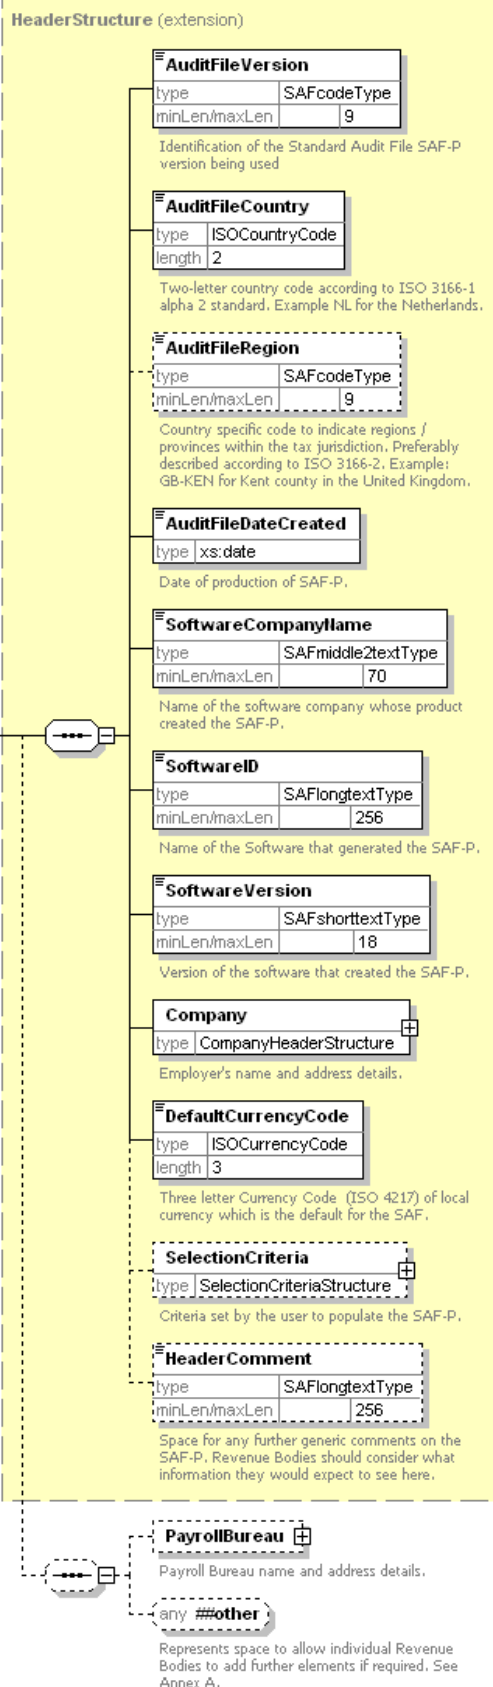 HeaderStructure (extension)
AuditFileVersion
type SAFcodeType
minLen/maxLen 9
Identification of the Standard Audit File SAF-P
version being used
AuditFileCountry
type ISOCountryCode
length 2
Two-letter country code according to ISO 3166-1
alpha 2 standard. Example NL for the Netherlands.
AuditFileRegion
type SAFcodeType
minLen/maxLen 9
Country specific code to indicate regions /
provinces within the tax jurisdiction. Preferably
described according to ISO 3166-2. Example:
GB-KEN for Kent county in the United Kingdom.
AuditFileDateCreated
type xs:date
Date of production of SAF-P.
SoftwareCompanyName
type SAFmiddle2textType
minLen/maxLen 70
Name of the software company whose product
created the SAF-P.
SoftwareID
type SAFlongtextType
minLen/maxLen 256
Name of the Software that generated the SAF-P.
SoftwareVersion
type SAFshorttextType
minLen/maxLen 18
Version of the software that created the SAF-P.
Company
type CompanyHeaderStructure
Employer's name and address details.
DefaultCurrencyCode
type ISOCurrencyCode
length 3
Three letter Currency Code (ISO 4217) of local
currency which is the default for the SAF.
SelectionCriteria
type SelectionCriteriaStructure
Criteria set by the user to populate the SAF-P.
HeaderComment
type SAFlongtextType
minLen/maxLen 256
Space for any further generic comments on the
SAF-P. Revenue Bodies should consider what
information they would expect to see here.
PayrollBureau
Payroll Bureau name and address details.
any ##other
Represents space to allow individual Revenue
Bodies to add further elements if required. See
Annex A.